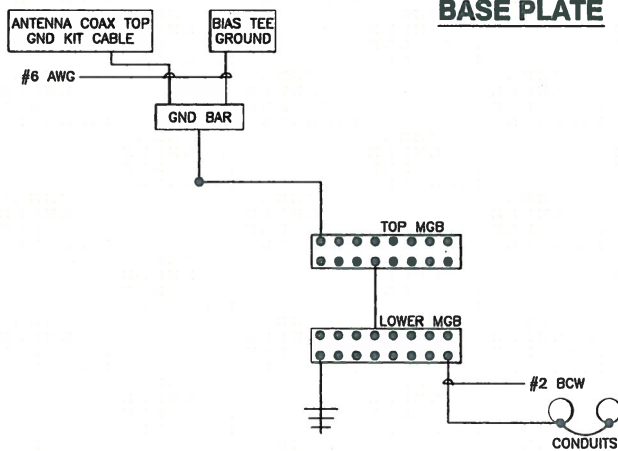 BASE PLATE
ANTENNA COAX TOP
GND KIT CABLE
BIAS TEE
GROUND
#6 AWG
GND BAR
TOP MGB
LOWER MGB
#2 BCW
CONDUITS